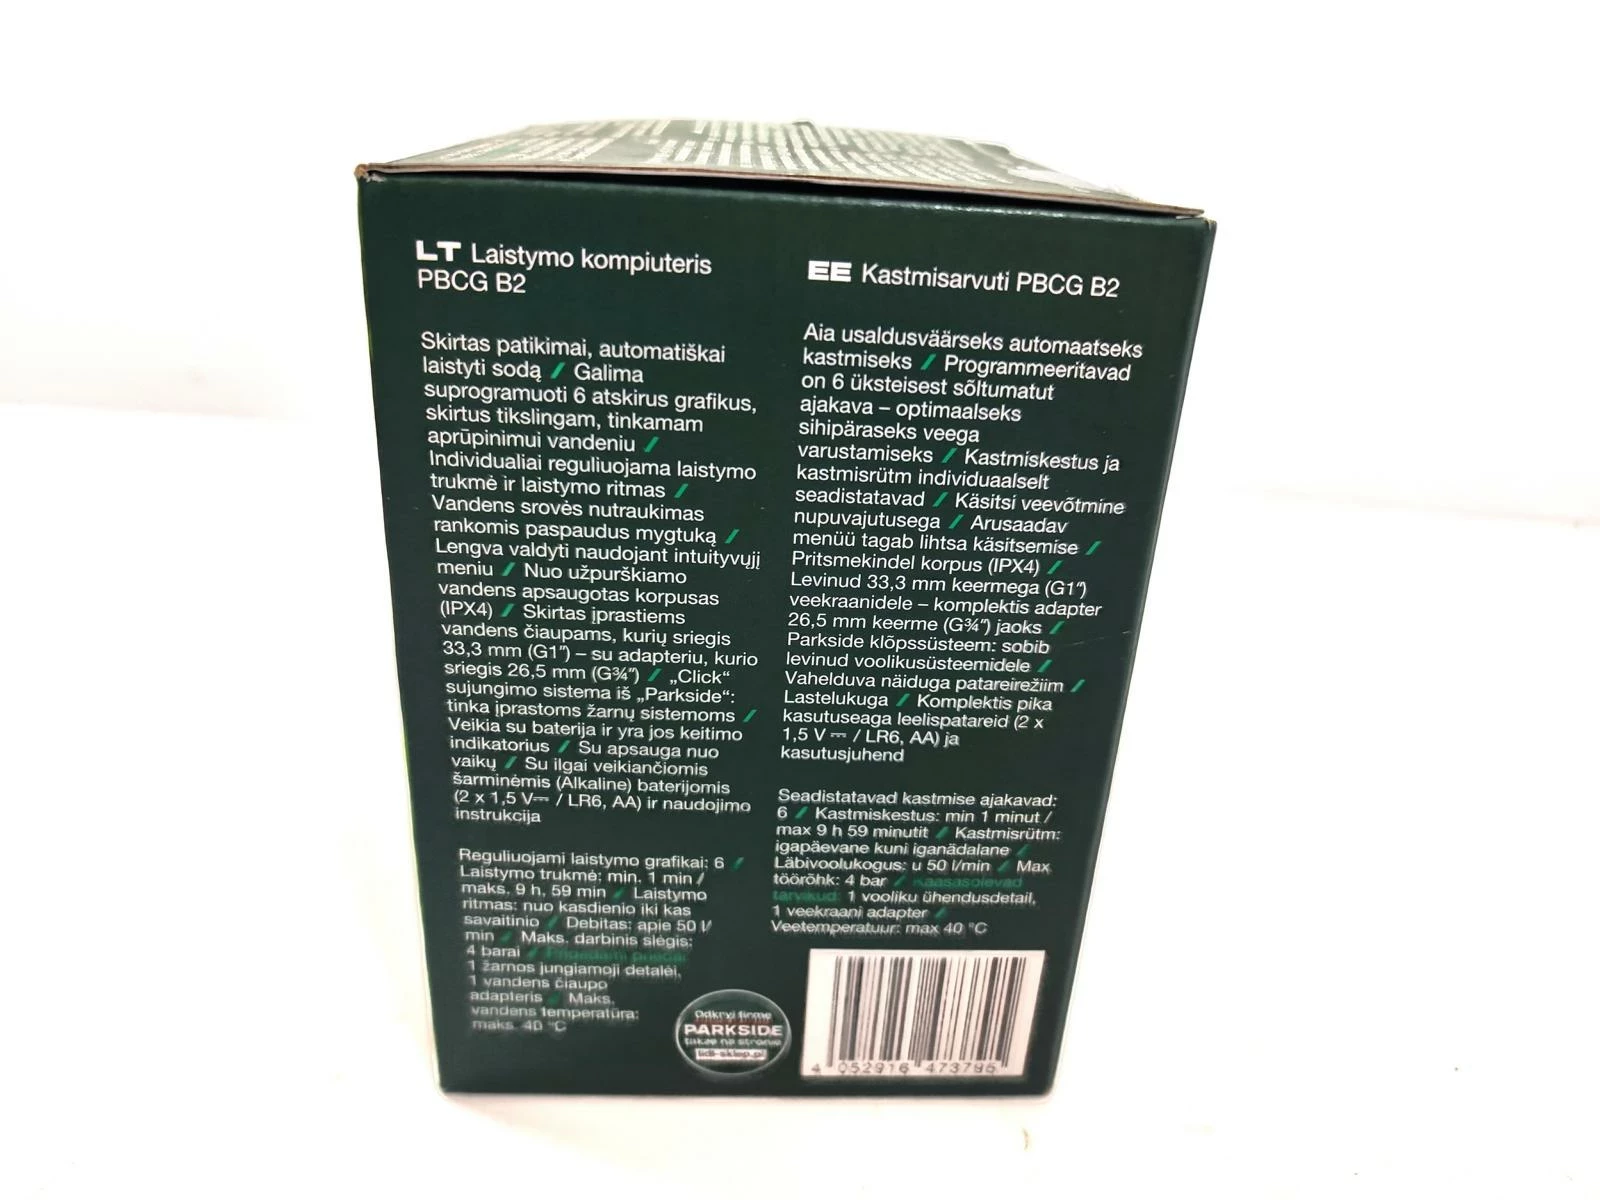 LT Laistymo kompiuteris
PBCG B2
Skirtas patikimai, automatiškai
laistyti sodą / Galima
suprogramuoti 6 atskirus grafikus,
skirtus tikslingam, tinkamam
aprūpinimui vandeniu /
Individualiai reguliuojama laistymo
trukmė ir laistymo ritmas /
Vandens srovės nutraukimas
rankomis paspaudus mygtuką /
Lengva valdyti naudojant intuityvųjį
meniu / Nuo užpurškiamo
vandens apsaugotas korpusas
(IPX4) / Skirtas įprastiems
vandens čiaupams, kurių sriegis
33,3 mm (G1") – su adapteriu, kurio
sriegis 26,5 mm (G¾") / „Click“
sujungimo sistema iš „Parkside“:
tinka įprastoms žarnų sistemoms /
Veikia su baterija ir yra jos keitimo
indikatorius / Su apsauga nuo
vaikų / Su ilgai veikiančiomis
šarminėmis (Alkaline) baterijomis
(2 x 1,5 V⎓ / LR6, AA) ir naudojimo
instrukcija
Reguliuojami laistymo grafikai: 6 /
Laistymo trukmė: min. 1 min /
maks. 9 h, 59 min / Laistymo
ritmas: nuo kasdienio iki kas
savaitinio / Debitas: apie 50 l/
min / Maks. darbinis slėgis:
4 barai / Pridedami priedai:
1 žarnos jungiamoji detalėi,
1 vandens čiaupo
adapteris / Maks.
vandens temperatūra:
maks. 40 °C
EE Kastmisarvuti PBCG B2
Aia usaldusväärseks automaatseks
kastmiseks / Programmeeritavad
on 6 üksteisest sõltumatut
ajakava – optimaalseks
sihipäraseks veega
varustamiseks / Kastmiskestus ja
kastmisrütm individuaalselt
seadistatavad / Käsitsi veevõtmine
nupuvajutusega / Arusaadav
menüü tagab lihtsa käsitsemise /
Pritsmekindel korpus (IPX4) /
Levinud 33,3 mm keermega (G1")
veekraanidele – komplektis adapter
26,5 mm keerme (G¾") jaoks /
Parkside klõpssüsteem: sobib
levinud voolikusüsteemidele /
Vahelduva näiduga patareirežiim /
Lastelukuga / Komplektis pika
kasutuseaga leelispatareid (2 x
1,5 V ⎓ / LR6, AA) ja
kasutusjuhend
Seadistatavad kastmise ajakavad:
6 / Kastmiskestus: min 1 minut /
max 9 h 59 minutit / Kastmisrütm:
igapäevane kuni iganädalane /
Läbivoolukogus: u 50 l/min / Max
töörõhk: 4 bar / Kaasasolevad
tarvikud: 1 vooliku ühendusdetail,
1 veekraani adapter /
Veetemperatuur: max 40 °C
Odkryj firmę
PARKSIDE
także na stronie
lidl-sklep.pl
4 052916 473796